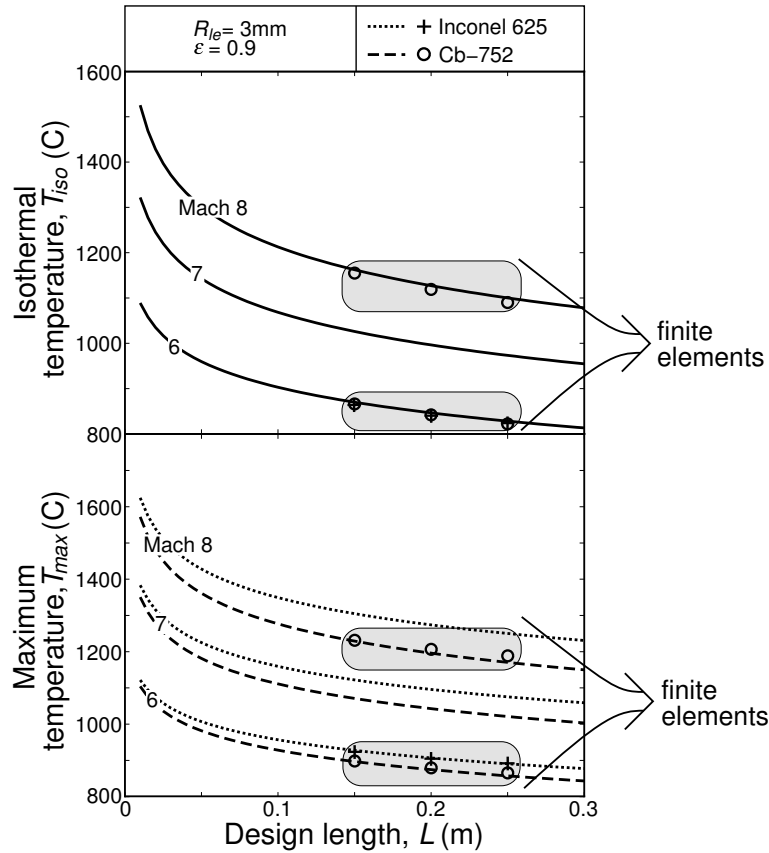 R_le= 3mm
ε = 0.9
Inconel 625
Cb−752
1600
1400
1200
1000
800
Isothermal
temperature, T̅_iso (C)
Mach 8
7
6
finite
elements
1600
1400
1200
1000
800
Maximum
temperature, T̅_max (C)
Mach 8
7
6
finite
elements
0
0.1
0.2
0.3
Design length, L (m)